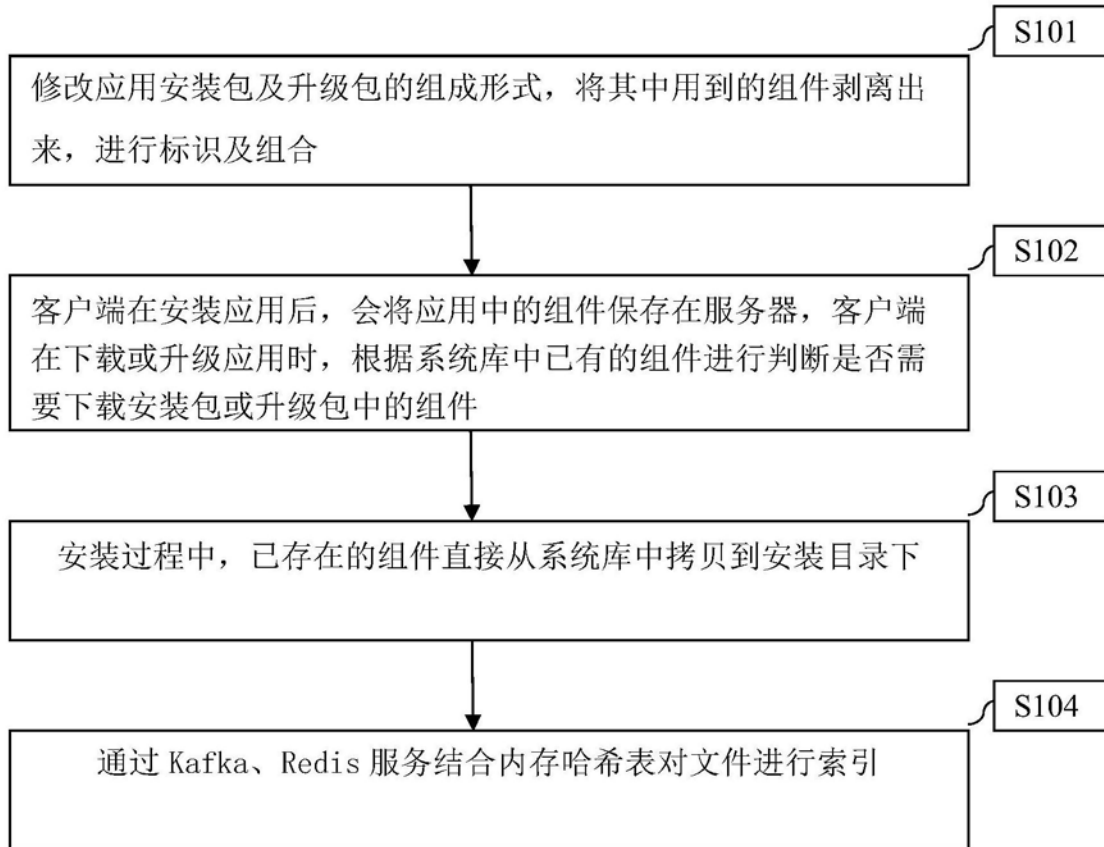 S101
修改应用安装包及升级包的组成形式，将其中用到的组件剥离出
来，进行标识及组合
S102
客户端在安装应用后，会将应用中的组件保存在服务器，客户端
在下载或升级应用时，根据系统库中已有的组件进行判断是否需
要下载安装包或升级包中的组件
S103
安装过程中，已存在的组件直接从系统库中拷贝到安装目录下
S104
通过 Kafka、Redis 服务结合内存哈希表对文件进行索引